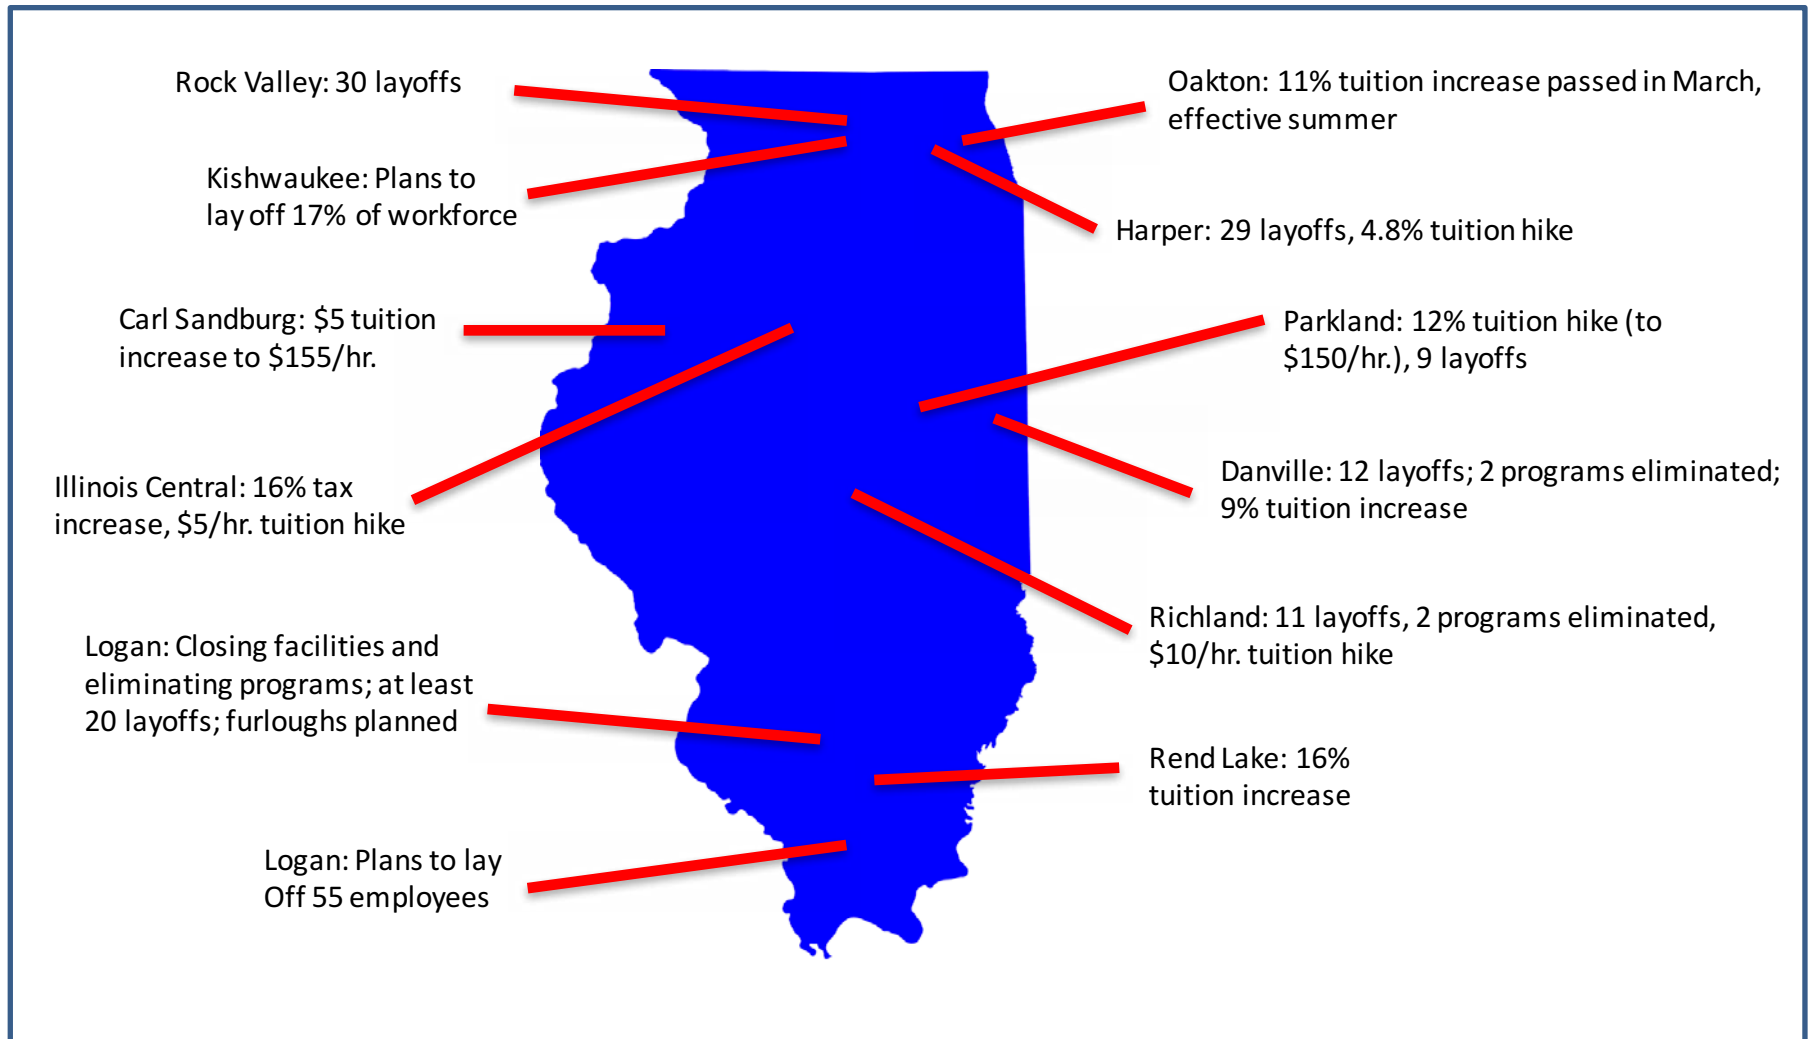 Rock Valley: 30 layoffs
Kishwaukee: Plans to
lay off 17% of workforce
Carl Sandburg: $5 tuition
increase to $155/hr.
Illinois Central: 16% tax
increase, $5/hr. tuition hike
Logan: Closing facilities and
eliminating programs; at least
20 layoffs; furloughs planned
Logan: Plans to lay
Off 55 employees
Oakton: 11% tuition increase passed in March,
effective summer
Harper: 29 layoffs, 4.8% tuition hike
Parkland: 12% tuition hike (to
$150/hr.), 9 layoffs
Danville: 12 layoffs; 2 programs eliminated;
9% tuition increase
Richland: 11 layoffs, 2 programs eliminated,
$10/hr. tuition hike
Rend Lake: 16%
tuition increase